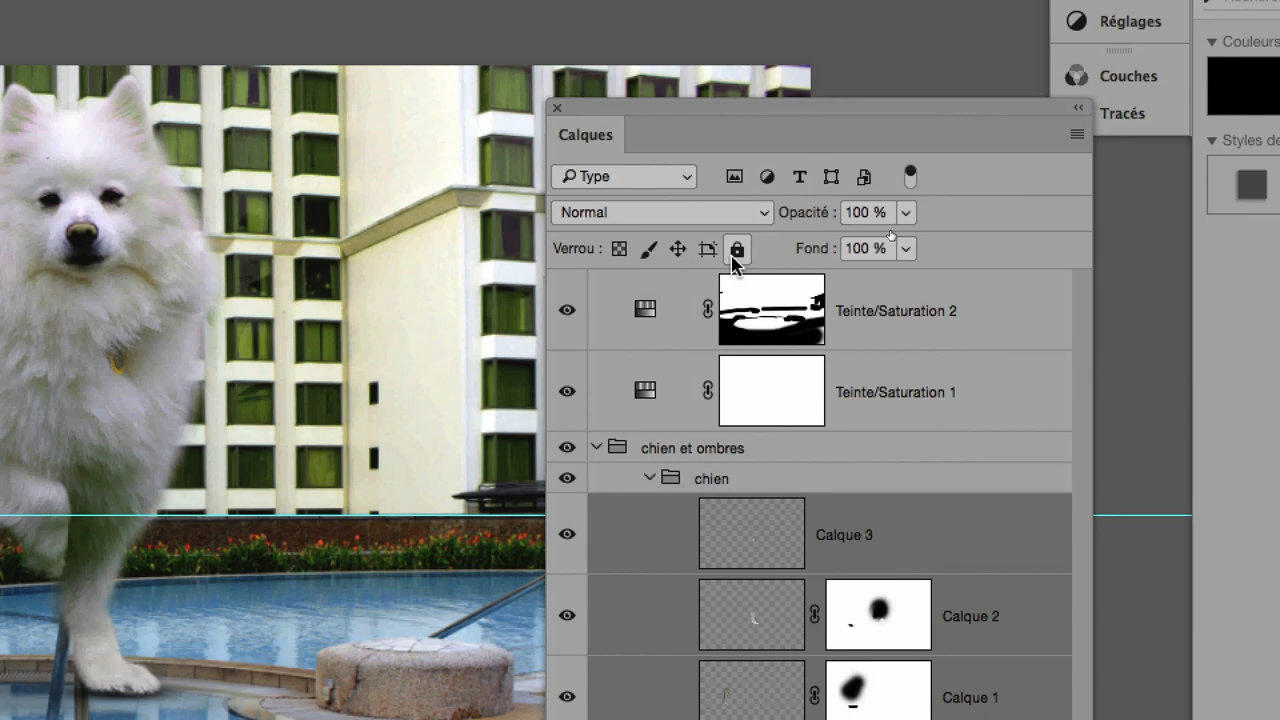 Réglages
Couleurs
Couches
Tracés
Styles de
Calques
Type
Normal
Opacité : 100 %
Verrou :
Fond : 100 %
Teinte/Saturation 2
Teinte/Saturation 1
chien et ombres
chien
Calque 3
Calque 2
Calque 1